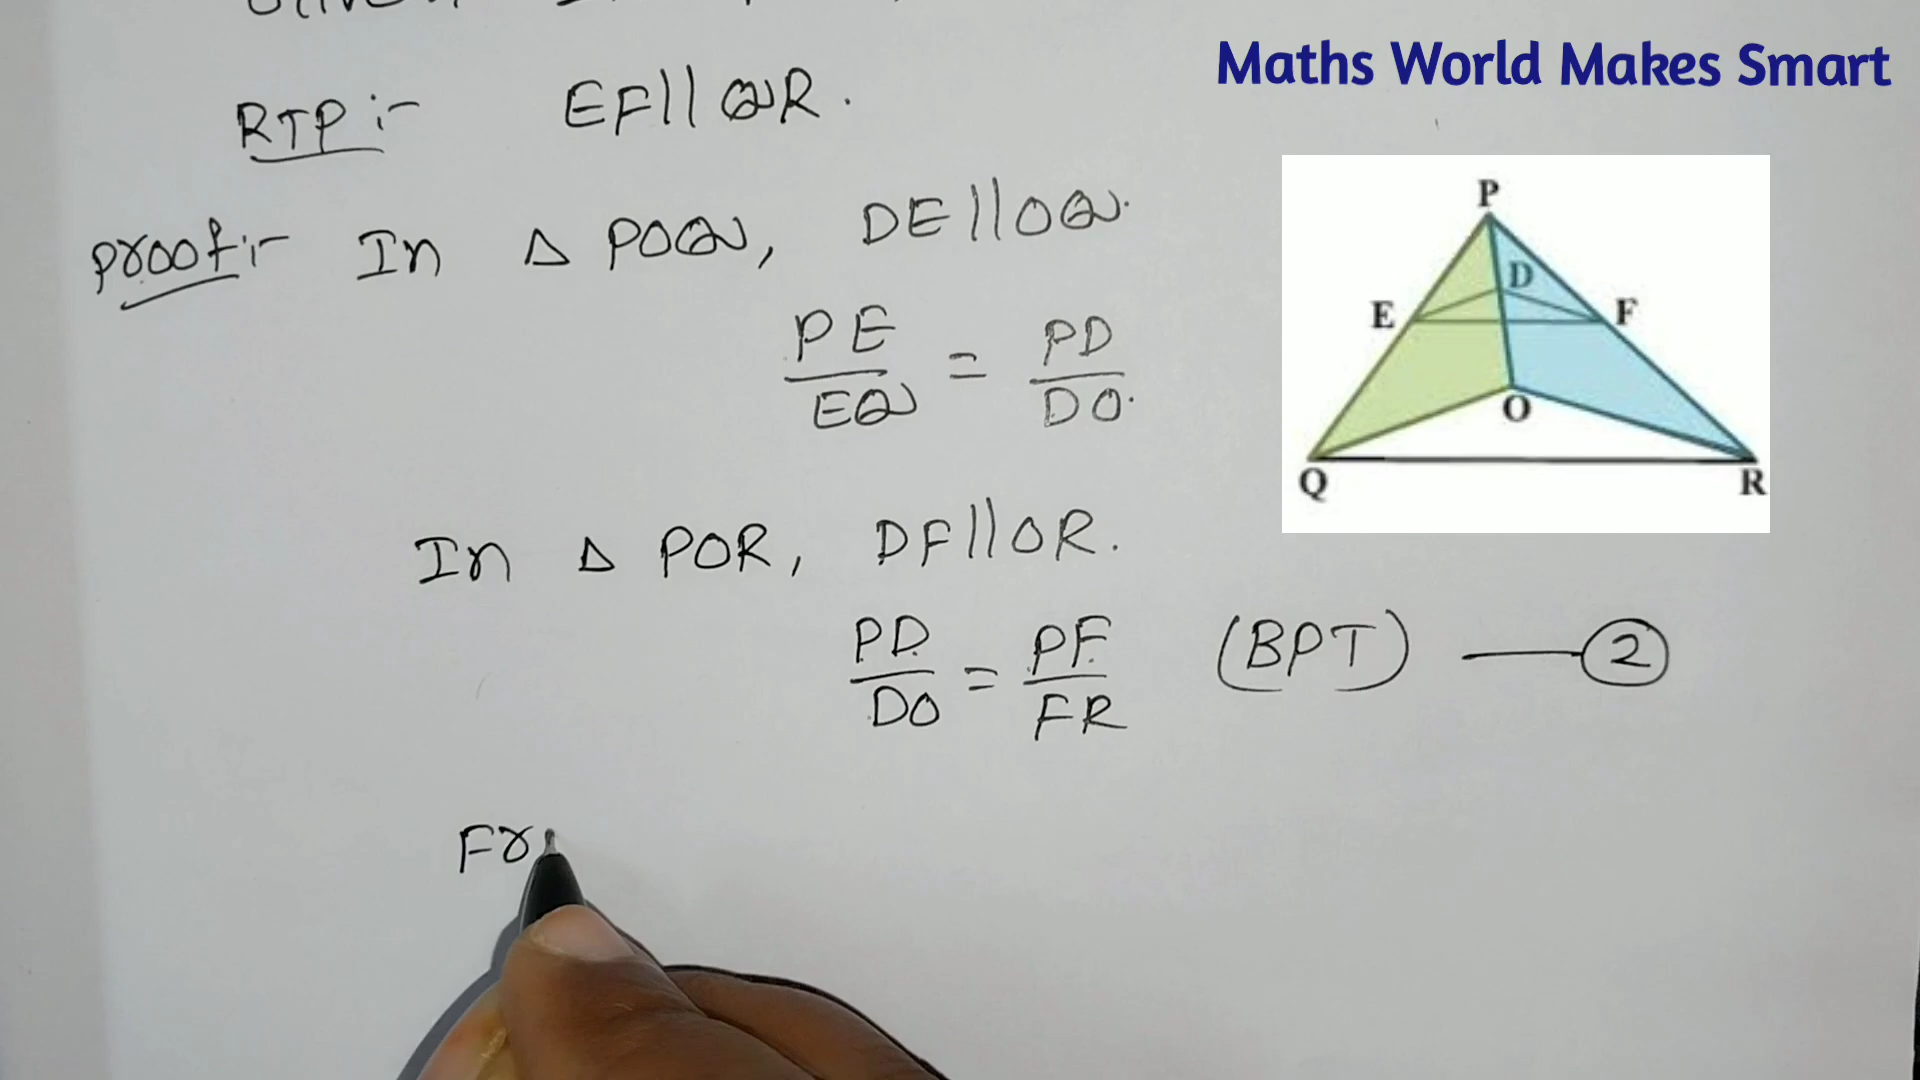 Maths World Makes Smart
RTP :- EF || QR .
Proof :- In Δ POQ, DE || OQ.
PE/EQ = PD/DO.
In Δ POR, DF || OR.
PD/DO = PF/FR (BPT) — 2
Fr
P
D
E
F
O
Q
R